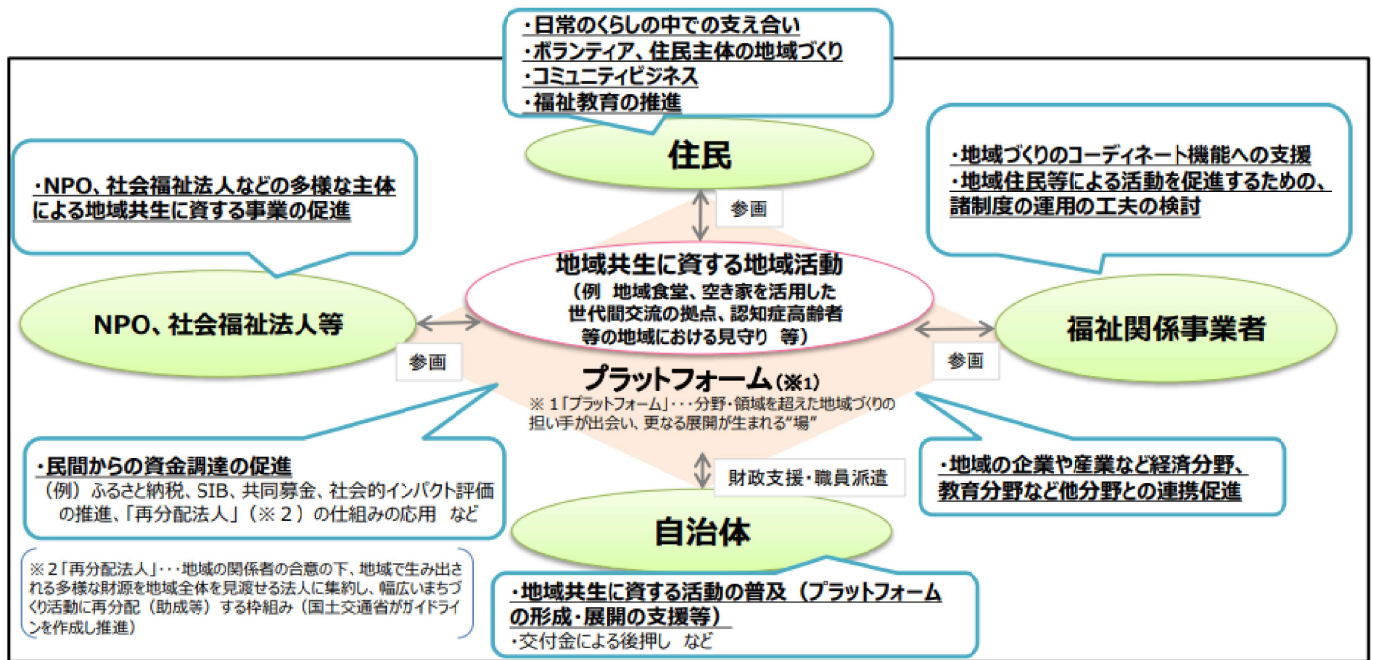 ・日常のくらしの中での支え合い
・ボランティア、住民主体の地域づくり
・コミュニティビジネス
・福祉教育の推進
住民
・NPO、社会福祉法人などの多様な主体
による地域共生に資する事業の促進
・地域づくりのコーディネート機能への支援
・地域住民等による活動を促進するための、
諸制度の運用の工夫の検討
参画
地域共生に資する地域活動
（例 地域食堂、空き家を活用した
世代間交流の拠点、認知症高齢者
等の地域における見守り 等）
NPO、社会福祉法人等
福祉関係事業者
参画
参画
プラットフォーム（※1）
※１「プラットフォーム」･･･分野・領域を超えた地域づくりの
担い手が出会い、更なる展開が生まれる“場”
・民間からの資金調達の促進
（例）ふるさと納税、SIB、共同募金、社会的インパクト評価
の推進、「再分配法人」（※２）の仕組みの応用 など
財政支援・職員派遣
・地域の企業や産業など経済分野、
教育分野など他分野との連携促進
自治体
※２「再分配法人」･･･地域の関係者の合意の下、地域で生み出さ
れる多様な財源を地域全体を見渡せる法人に集約し、幅広いまちづ
くり活動に再分配（助成等）する枠組み（国土交通省がガイドライ
ンを作成し推進）
・地域共生に資する活動の普及（プラットフォーム
の形成・展開の支援等）
・交付金による後押し など